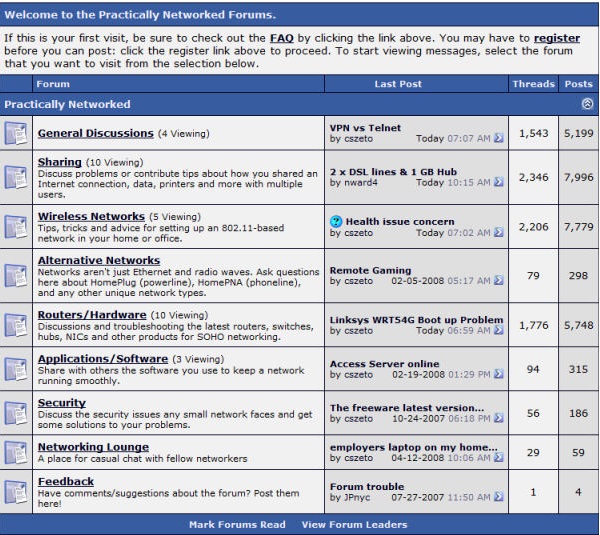 Welcome to the Practically Networked Forums.
If this is your first visit, be sure to check out the FAQ by clicking the link above. You may have to register
before you can post: click the register link above to proceed. To start viewing messages, select the forum
that you want to visit from the selection below.
Forum Last Post Threads Posts
Practically Networked
General Discussions (4 Viewing)
VPN vs Telnet
by cszeto Today 07:07 AM
1,543 5,199
Sharing (10 Viewing)
Discuss problems or contribute tips about how you shared an
Internet connection, data, printers and more with multiple
users.
2 x DSL lines & 1 GB Hub
by nward4 Today 10:15 AM
2,346 7,996
Wireless Networks (5 Viewing)
Tips, tricks and advice for setting up an 802.11-based
network in your home or office.
Health issue concern
by cszeto Today 07:02 AM
2,206 7,779
Alternative Networks
Networks aren't just Ethernet and radio waves. Ask questions
here about HomePlug (powerline), HomePNA (phoneline),
and any other unique network types.
Remote Gaming
by cszeto 02-05-2008 05:17 AM
79 298
Routers/Hardware (10 Viewing)
Discussions and troubleshooting the latest routers, switches,
hubs, NICs and other products for SOHO networking.
Linksys WRT54G Boot up Problem
by cszeto Today 06:59 AM
1,776 5,748
Applications/Software (3 Viewing)
Share with others the software you use to keep a network
running smoothly.
Access Server online
by cszeto 02-19-2008 01:29 PM
94 315
Security
Discuss the security issues any small network faces and get
some solutions to your problems.
The freeware latest version...
by cszeto 10-24-2007 06:18 PM
56 186
Networking Lounge
A place for casual chat with fellow networkers
employers laptop on my home...
by cszeto 04-12-2008 10:06 AM
29 59
Feedback
Have comments/suggestions about the forum? Post them
here!
Forum trouble
by JPnyc 07-27-2007 11:50 AM
1 4
Mark Forums Read View Forum Leaders